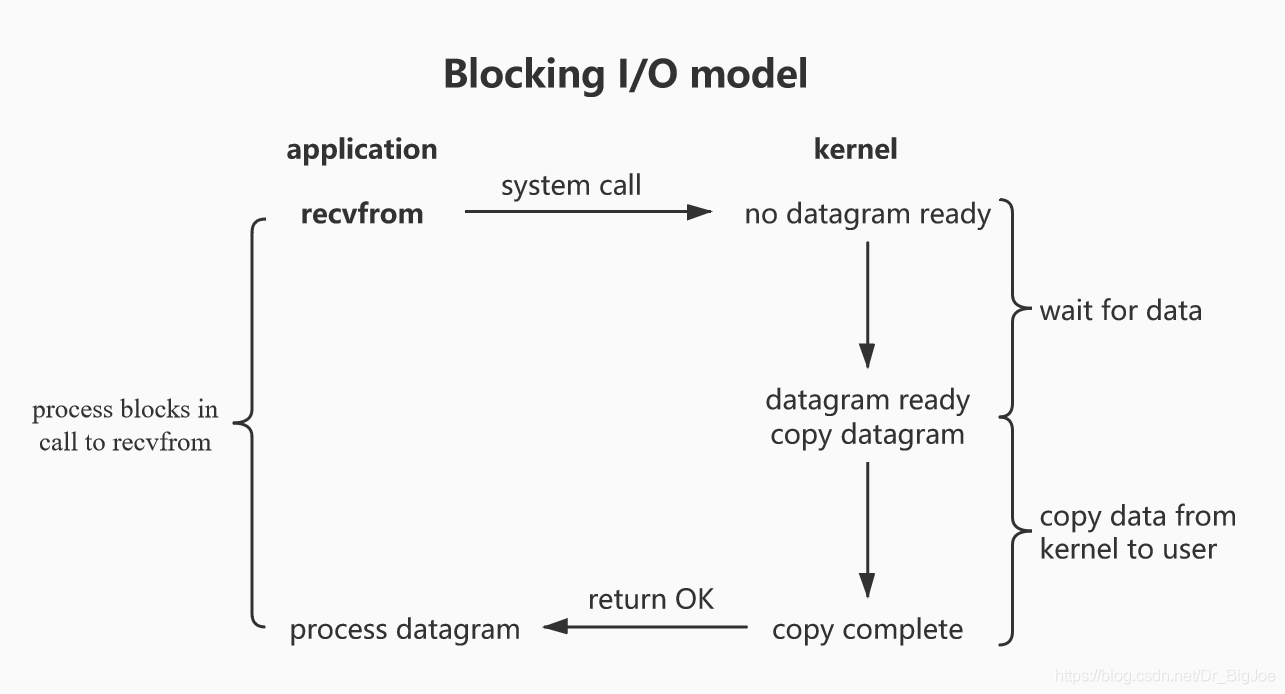 Blocking I/O model
application
kernel
system call
recvfrom
no datagram ready
wait for data
datagram ready
copy datagram
process blocks in
call to recvfrom
copy data from
kernel to user
return OK
process datagram
copy complete
https://blog.csdn.net/Dr_BigJoe